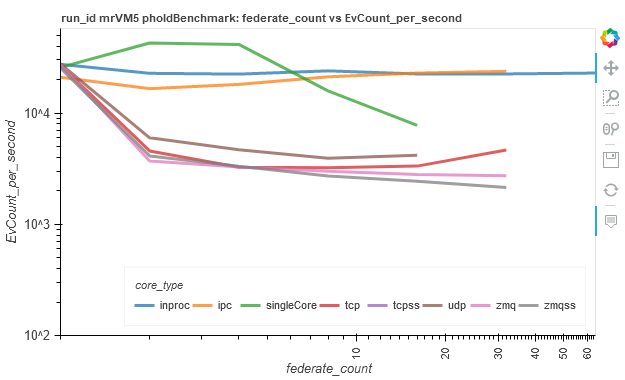 run_id mrVM5 pholdBenchmark: federate_count vs EvCount_per_second
EvCount_per_second
10^4
10^3
10^2
core_type
inproc ipc singleCore tcp tcpss udp zmq zmqss
10 20 30 40 50 60
federate_count